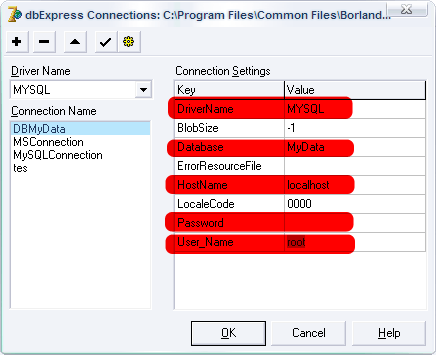 dbExpress Connections: C:\Program Files\Common Files\Borland...
Driver Name
MYSQL
Connection Name
DBMyData
MSConnection
MySQLConnection
tes
Connection Settings
Key Value
DriverName MYSQL
BlobSize -1
Database MyData
ErrorResourceFile
HostName localhost
LocaleCode 0000
Password
User_Name root
OK Cancel Help